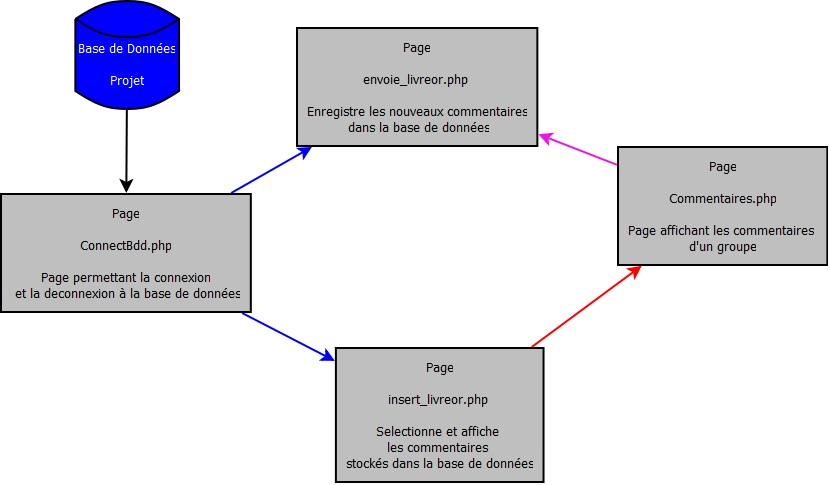 Base de Données
Projet
Page
envoie_livreor.php
Enregistre les nouveaux commentaires
dans la base de données
Page
Commentaires.php
Page affichant les commentaires
d'un groupe
Page
ConnectBdd.php
Page permettant la connexion
et la deconnexion à la base de données
Page
insert_livreor.php
Selectionne et affiche
les commentaires
stockés dans la base de données